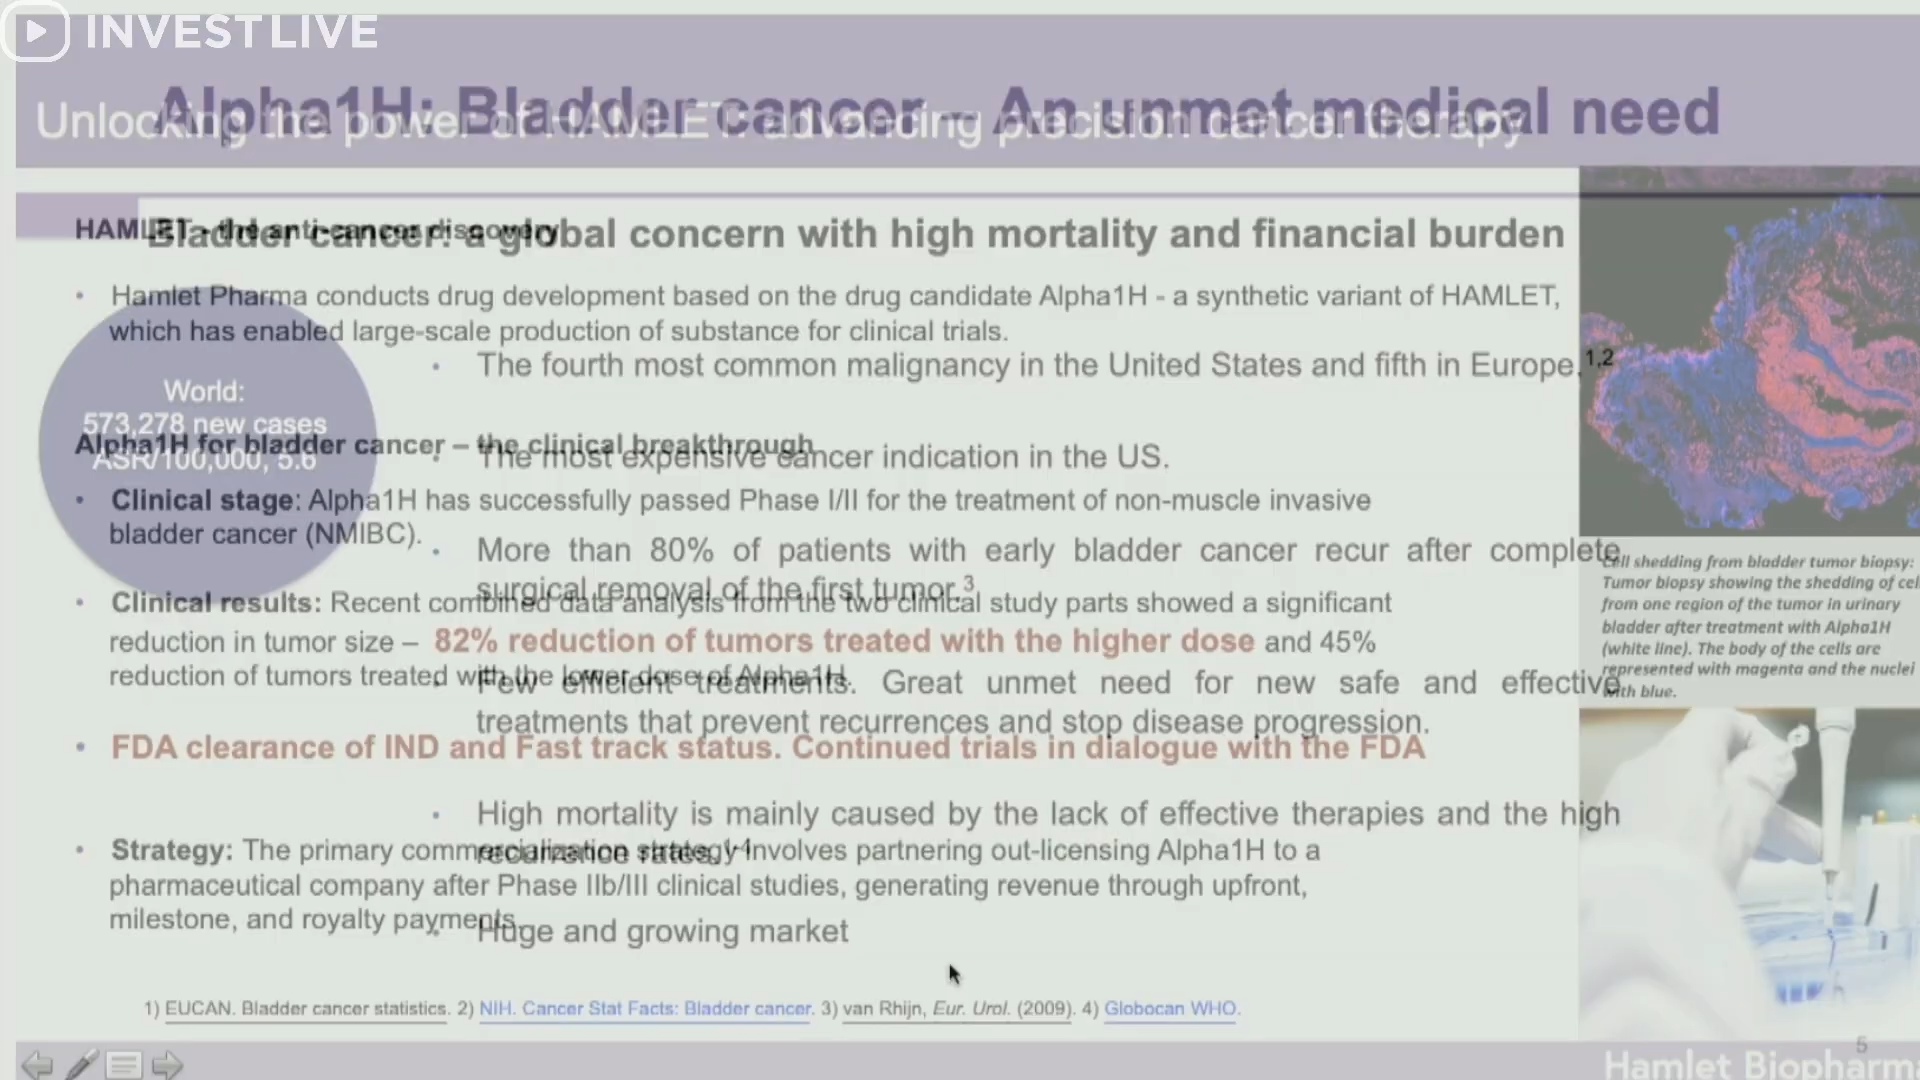 INVESTLIVE
Alpha1H: Bladder cancer – An unmet medical need
Unlocking the power of HAMLET: advancing precision cancer therapy
HAMLET - the anti-cancer discovery
Bladder cancer: a global concern with high mortality and financial burden
• Hamlet Pharma conducts drug development based on the drug candidate Alpha1H - a synthetic variant of HAMLET,
which has enabled large-scale production of substance for clinical trials.
• The fourth most common malignancy in the United States and fifth in Europe.1,2
World:
573,278 new cases
ASR/100,000, 5.6
Alpha1H for bladder cancer – the clinical breakthrough
• The most expensive cancer indication in the US.
• Clinical stage: Alpha1H has successfully passed Phase I/II for the treatment of non-muscle invasive
bladder cancer (NMIBC).
• More than 80% of patients with early bladder cancer recur after complete
surgical removal of the first tumor.3
• Clinical results: Recent combined data analysis from the two clinical study parts showed a significant
reduction in tumor size – 82% reduction of tumors treated with the higher dose and 45%
reduction of tumors treated with the lower dose of Alpha1H.
• Few efficient treatments. Great unmet need for new safe and effective
treatments that prevent recurrences and stop disease progression.
• FDA clearance of IND and Fast track status. Continued trials in dialogue with the FDA
• High mortality is mainly caused by the lack of effective therapies and the high
rates.
• Strategy: The primary commercialization strategy involves partnering out-licensing Alpha1H to a
pharmaceutical company after Phase IIb/III clinical studies, generating revenue through upfront,
milestone, and royalty payments.
• Huge and growing market
Cell shedding from bladder tumor biopsy:
Tumor biopsy showing the shedding of
from one region of the tumor in urinary
bladder after treatment with Alpha1H
(white line). The body of the cells are
represented with magenta and the nuclei
with blue.
1) EUCAN. Bladder cancer statistics. 2) NIH. Cancer Stat Facts: Bladder cancer. 3) van Rhijn, Eur. Urol. (2009). 4) Globocan WHO.
5
Hamlet Biopharma